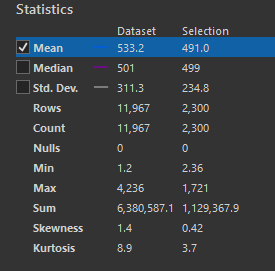 Statistics
Dataset Selection
Mean 533.2 491.0
Median 501 499
Std. Dev. 311.3 234.8
Rows 11,967 2,300
Count 11,967 2,300
Nulls 0 0
Min 1.2 2.36
Max 4,236 1,721
Sum 6,380,587.1 1,129,367.9
Skewness 1.4 0.42
Kurtosis 8.9 3.7